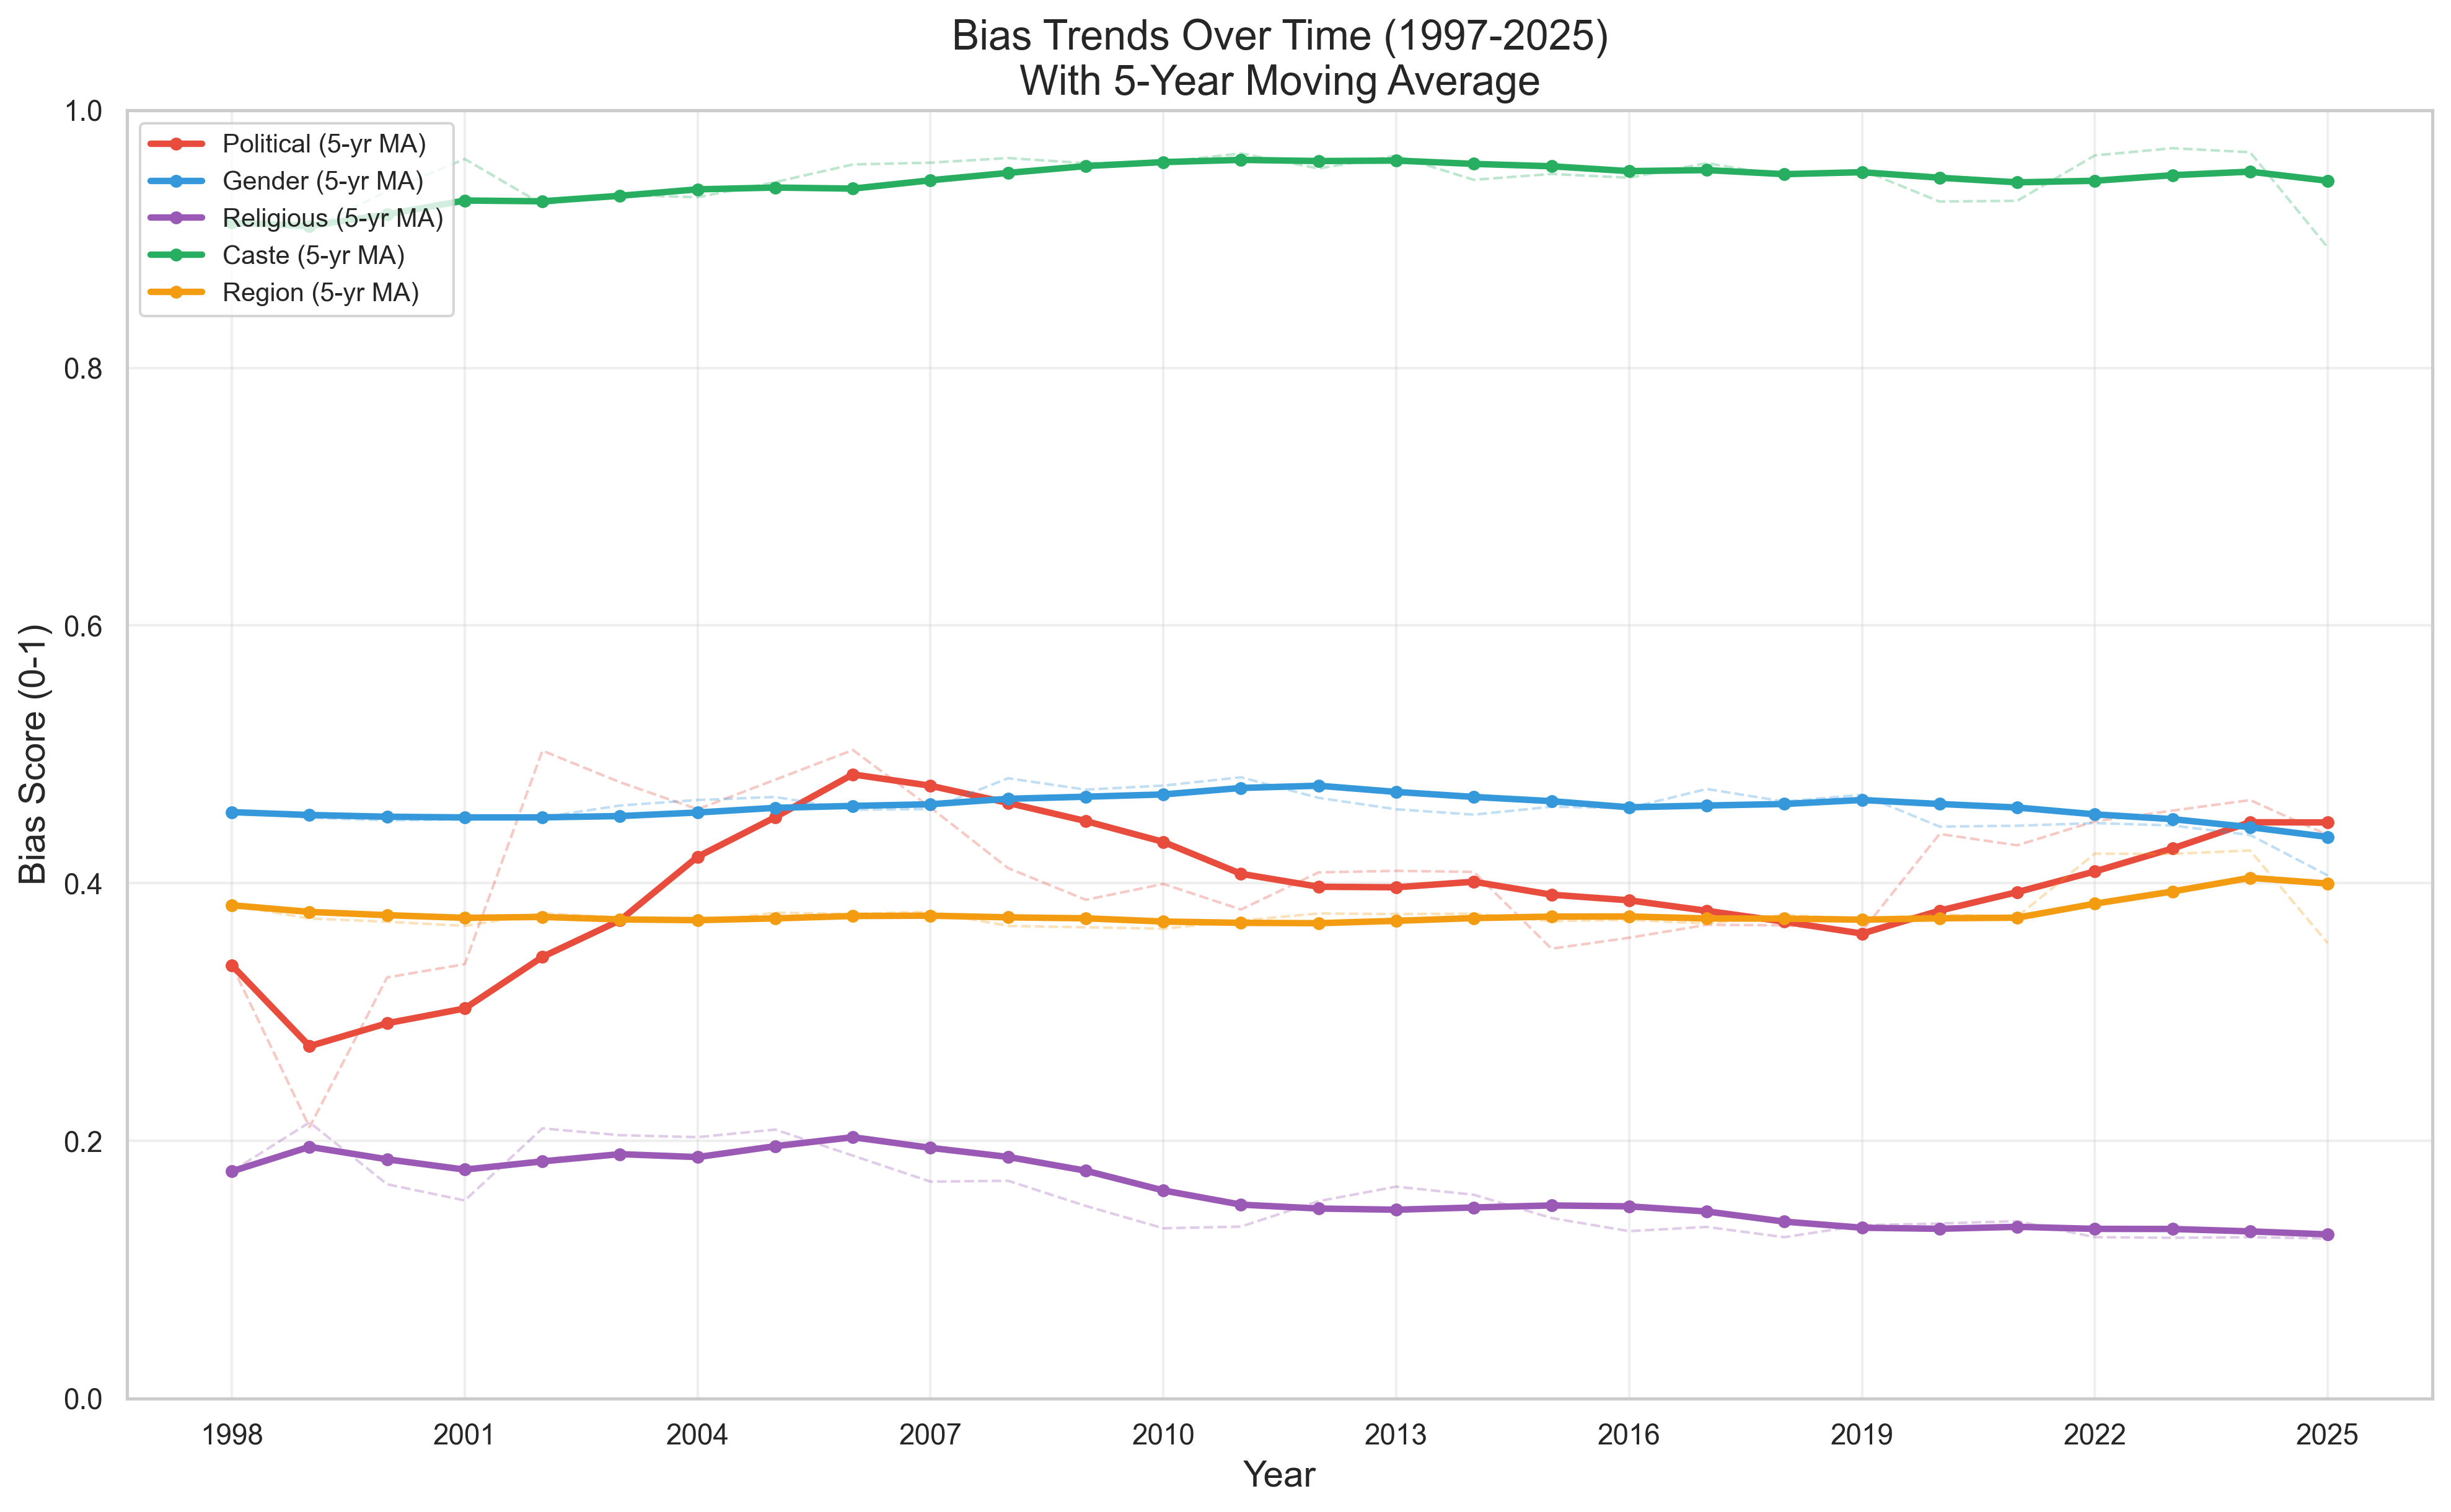 Bias Trends Over Time (1997-2025)
With 5-Year Moving Average
Political (5-yr MA)
Gender (5-yr MA)
Religious (5-yr MA)
Caste (5-yr MA)
Region (5-yr MA)
Bias Score (0-1)
1.0
0.8
0.6
0.4
0.2
0.0
1998 2001 2004 2007 2010 2013 2016 2019 2022 2025
Year